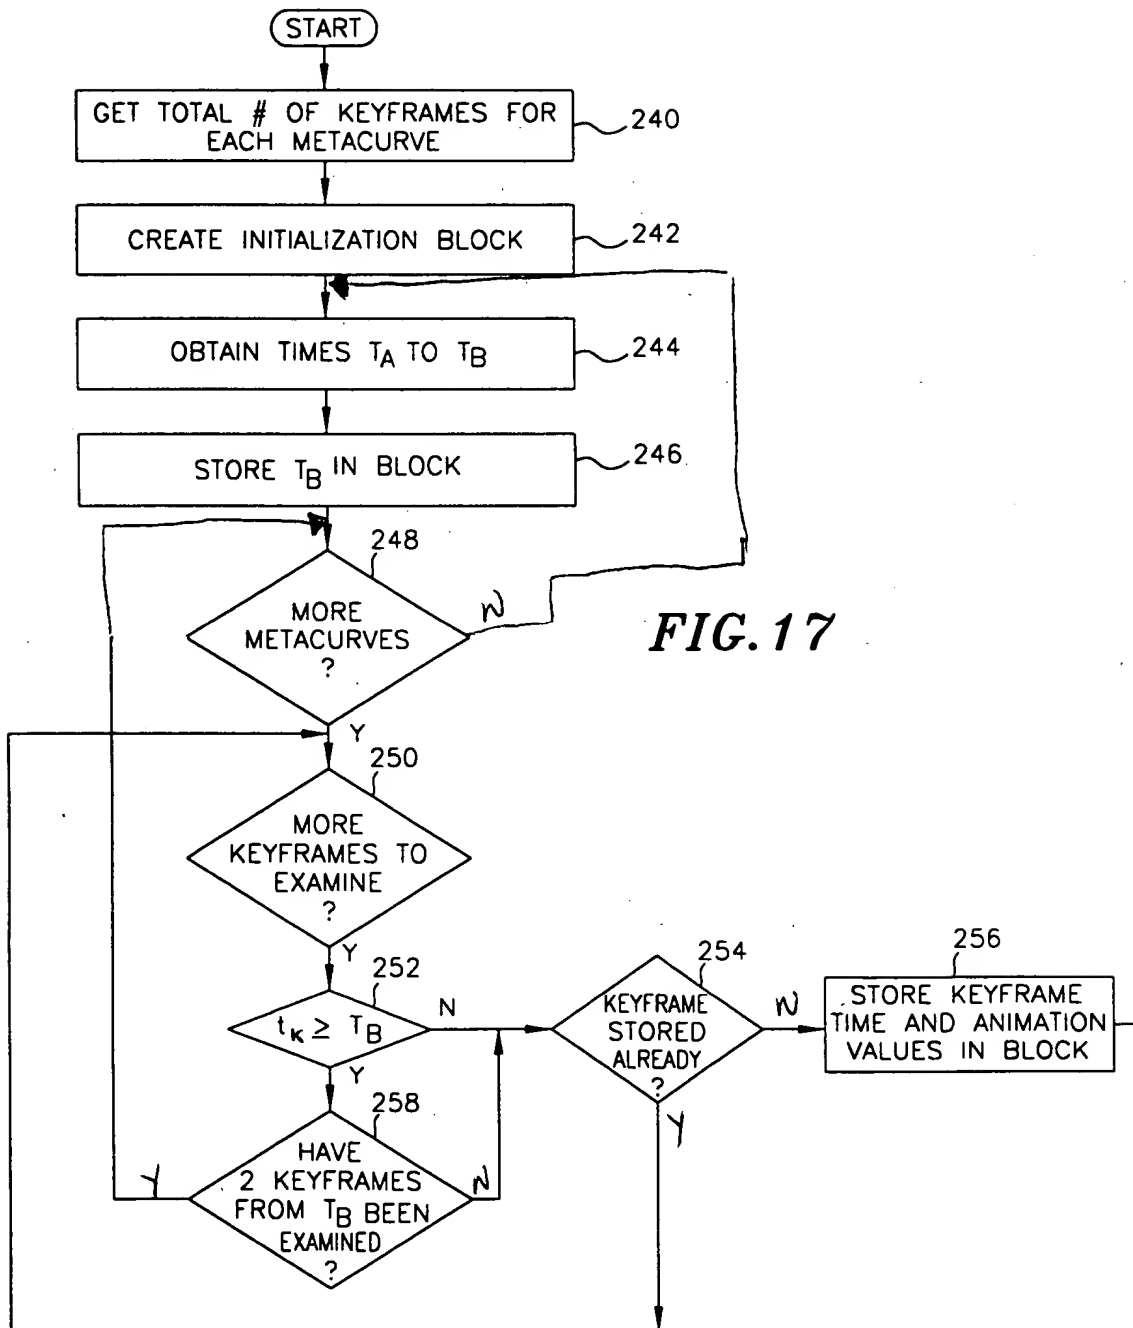 START
GET TOTAL # OF KEYFRAMES FOR
EACH METACURVE
240
CREATE INITIALIZATION BLOCK
242
OBTAIN TIMES TA TO TB
244
STORE TB IN BLOCK
246
248
MORE
METACURVES
?
N
FIG. 17
Y
250
MORE
KEYFRAMES TO
EXAMINE
?
Y
252
tK ≥ TB
N
254
KEYFRAME
STORED
ALREADY
?
N
256
STORE KEYFRAME
TIME AND ANIMATION
VALUES IN BLOCK
Y
258
HAVE
2 KEYFRAMES
FROM TB BEEN
EXAMINED
?
Y
N
Y